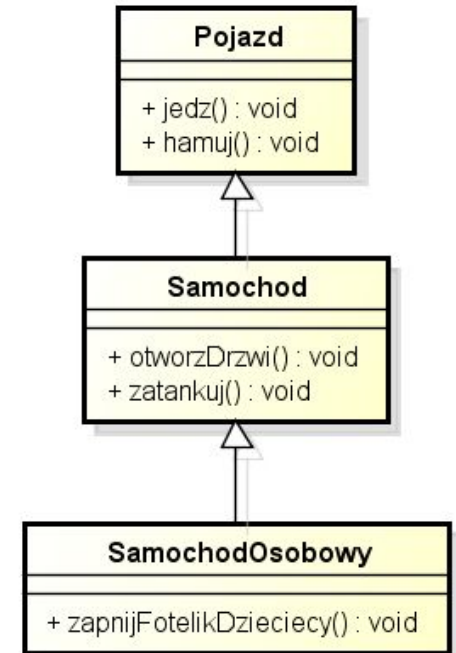 Pojazd
+ jedz() : void
+ hamuj() : void
Samochod
+ otworzDrzwi() : void
+ zatankuj() : void
SamochodOsobowy
+ zapnijFotelikDzieciecy() : void